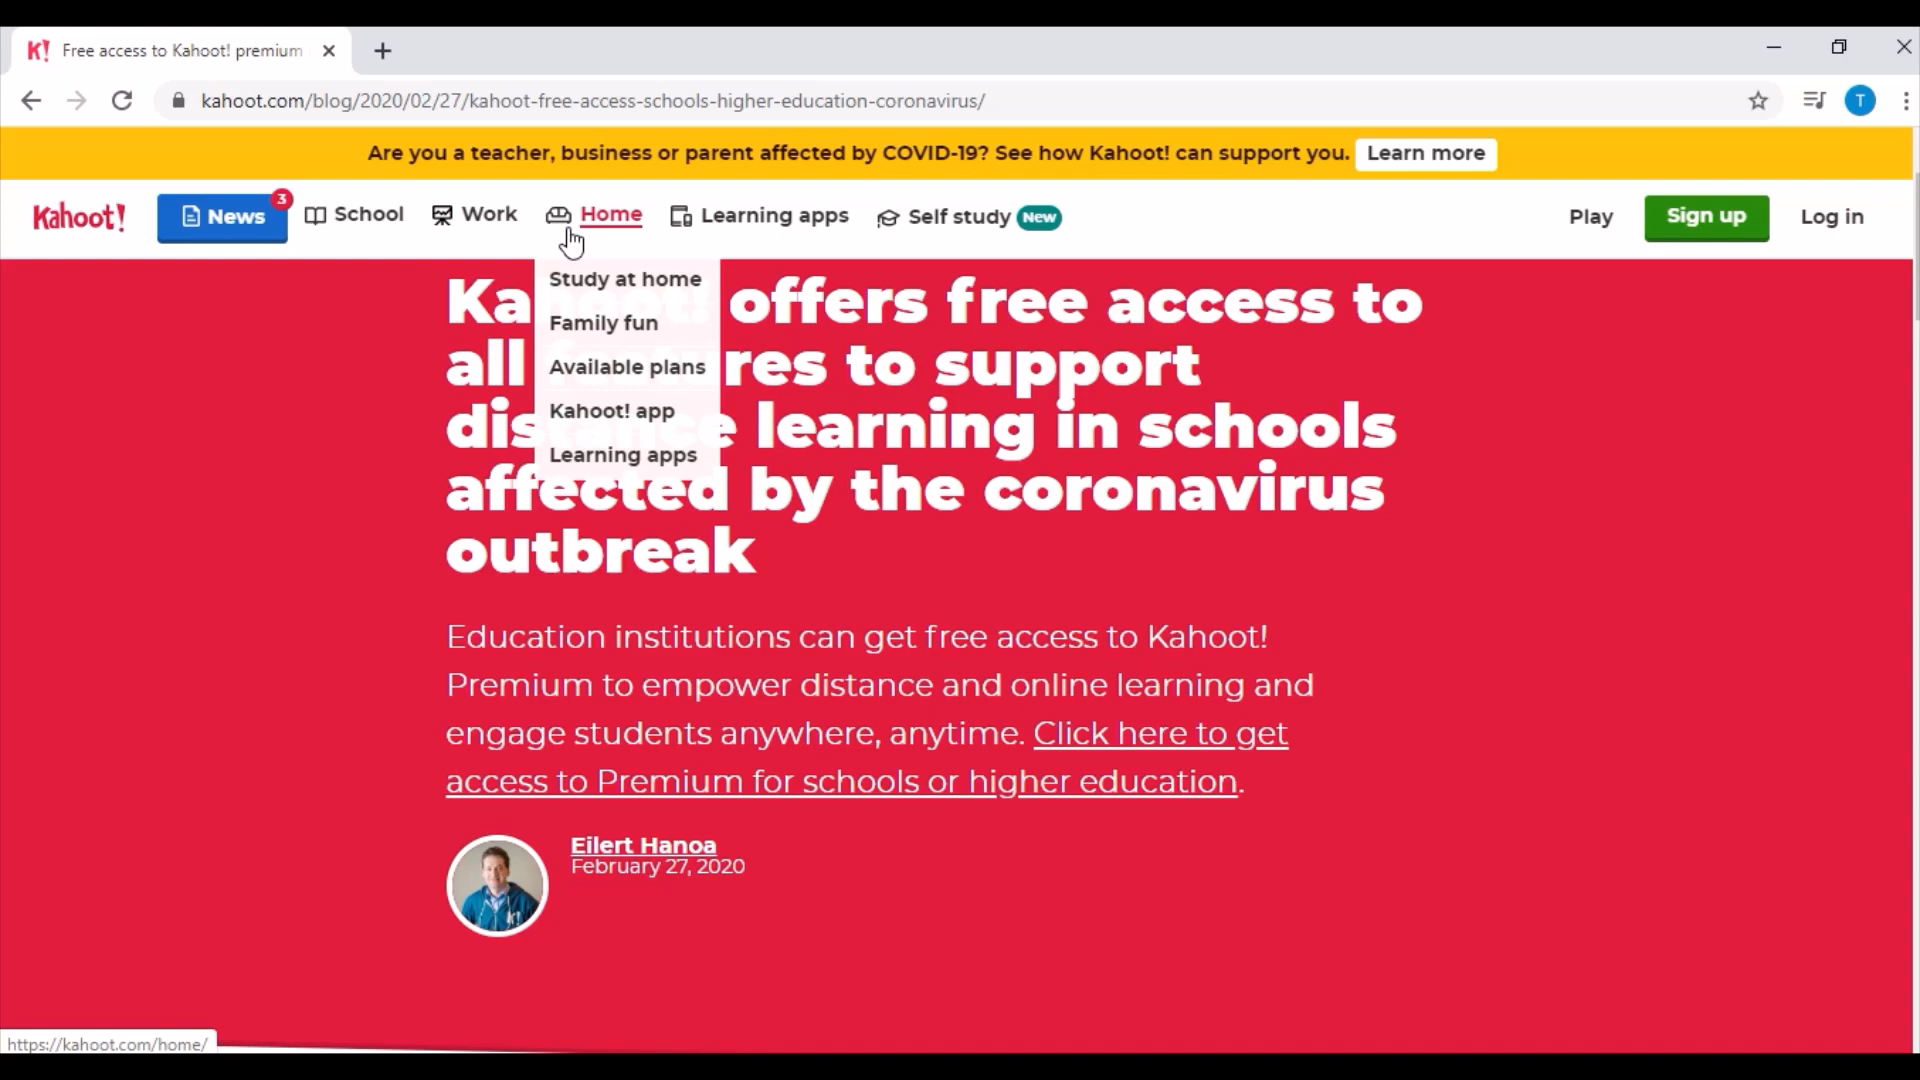 K! Free access to Kahoot! premium
kahoot.com/blog/2020/02/27/kahoot-free-access-schools-higher-education-coronavirus/
T
Are you a teacher, business or parent affected by COVID-19? See how Kahoot! can support you. Learn more
Kahoot! News 3 School Work Home Learning apps Self study New Play Sign up Log in
Study at home
Family fun
Available plans
Kahoot! app
Learning apps
Kahoot! offers free access to
all features to support
distance learning in schools
affected by the coronavirus
outbreak
Education institutions can get free access to Kahoot!
Premium to empower distance and online learning and
engage students anywhere, anytime. Click here to get
access to Premium for schools or higher education.
Eilert Hanoa
February 27, 2020
https://kahoot.com/home/